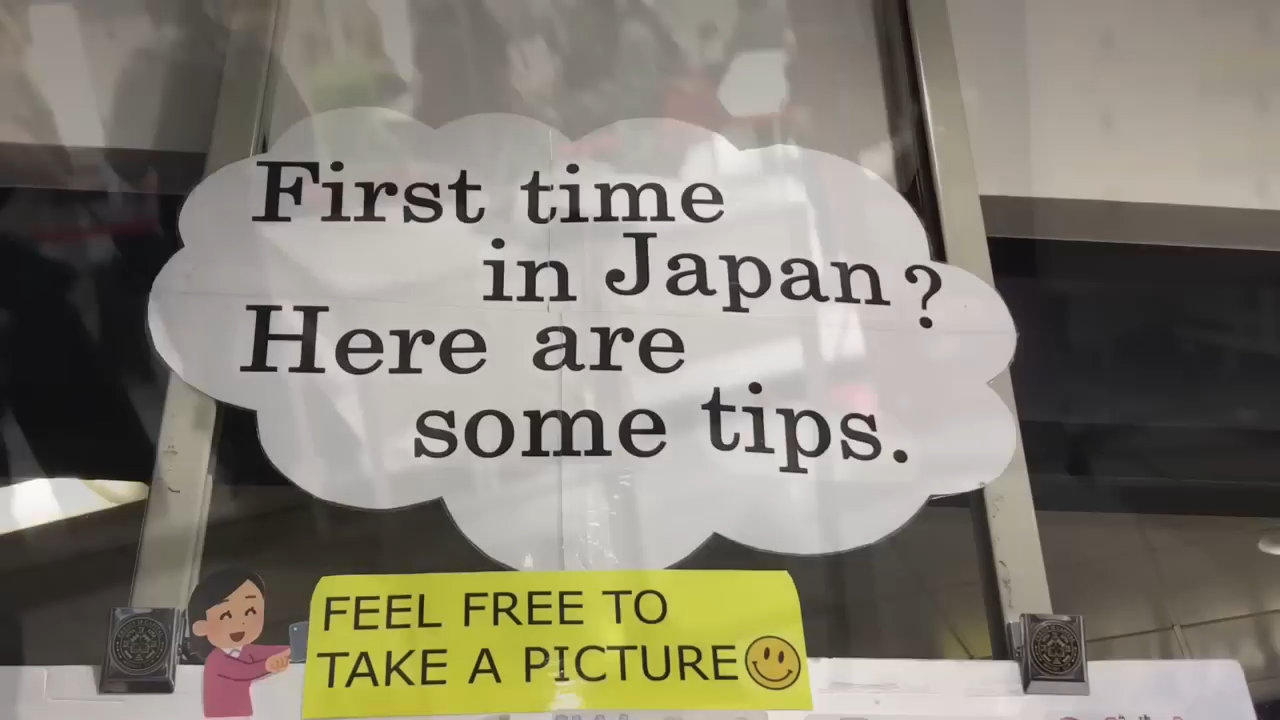 First time
in Japan?
Here are
some tips.
FEEL FREE TO
TAKE A PICTURE